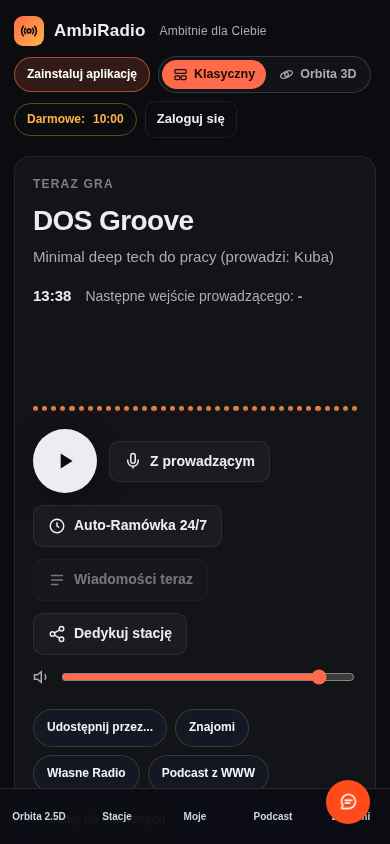 AmbiRadio Ambitnie dla Ciebie
Zainstaluj aplikację Klasyczny Orbita 3D
Darmowe: 10:00 Zaloguj się
TERAZ GRA
DOS Groove
Minimal deep tech do pracy (prowadzi: Kuba)
13:38 Następne wejście prowadzącego: -
Z prowadzącym
Auto-Ramówka 24/7
Wiadomości teraz
Dedykuj stację
Udostępnij przez... Znajomi
Własne Radio Podcast z WWW
Orbita 2.5D Stacje Moje Podcast